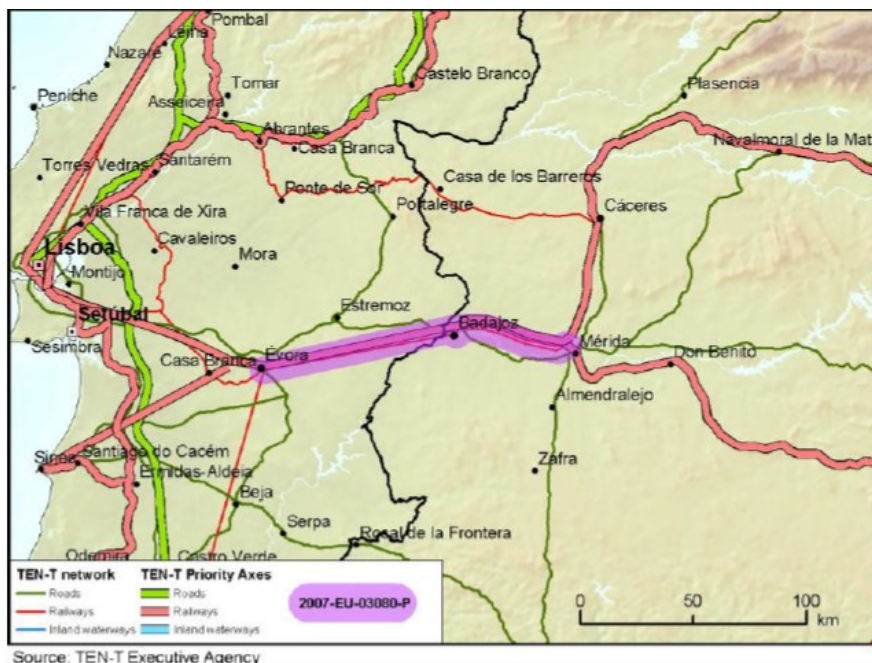 Pombal
Leiria
Nazaré
Tomar
Castelo Branco
Plasencia
Peniche
Asseiceira
Abrantes
Casa Branca
Navalmoral de la Mat
Torres Vedras
Santarém
Ponte de Sor
Casa de los Barreros
Portalegre
Cáceres
Vila Franca de Xira
Lisboa
Cavaleiros
Mora
Montijo
Estremoz
Setúbal
Badajoz
Sesimbra
Évora
Mérida
Casa Branca
Don Benito
Almendralejo
Sines
Santiago do Cacém
Ermidas-Aldeia
Zafra
Beja
Serpa
Rosal de la Frontera
Odemira
Castro Verde
TEN-T network
Roads
Railways
Inland waterways
TEN-T Priority Axes
Roads
Railways
Inland waterways
2007-EU-03080-P
0 50 100
km
Source: TEN-T Executive Agency